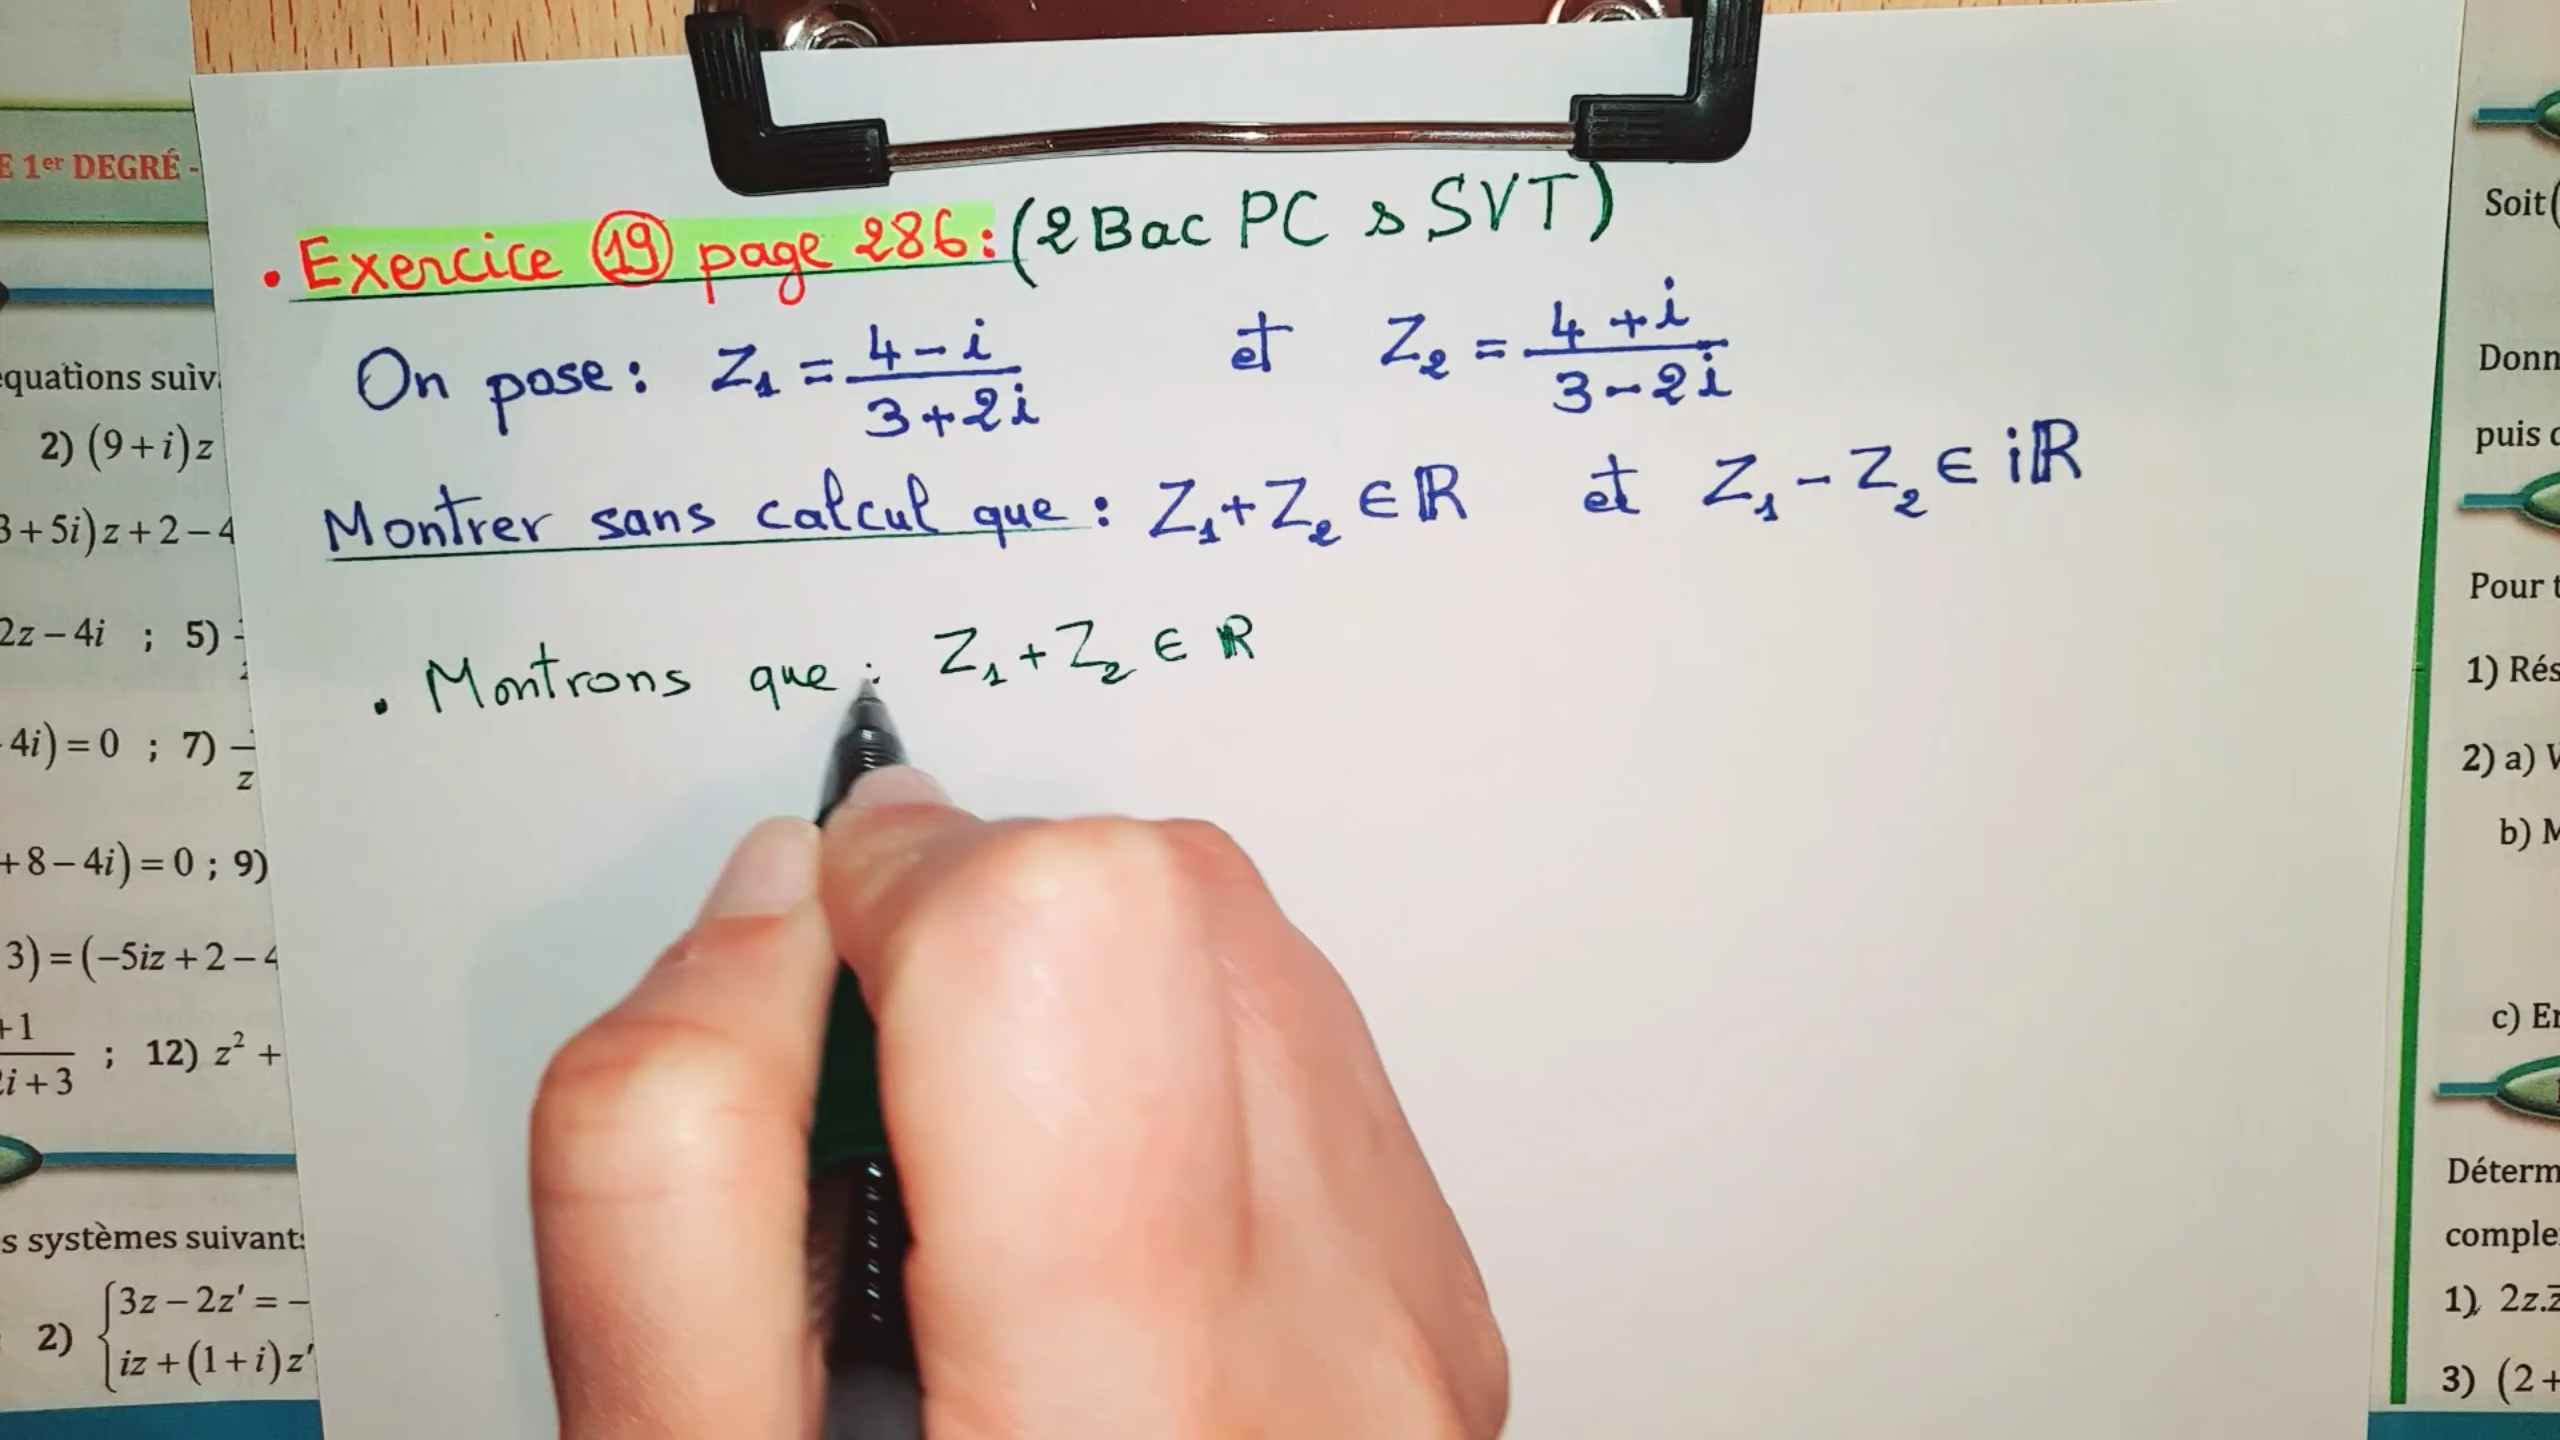 • Exercice 19 page 286: (2 Bac PC s SVT)
On pose: Z₁ = (4 - i)/(3 + 2i) et Z₂ = (4 + i)/(3 - 2i)
Montrer sans calcul que: Z₁ + Z₂ ∈ ℝ et Z₁ - Z₂ ∈ iℝ
• Montrons que: Z₁ + Z₂ ∈ ℝ
E 1er DEGRÉ -
équations suiv
2) (9+i)z
3+5i)z+2-4
2z-4i ; 5)
4i)=0 ; 7) z
+8-4i)=0 ; 9)
3)=(-5iz+2-4
+1
i+3 ; 12) z² +
s systèmes suivants
2) {3z-2z′=-
iz+(1+i)z′
Soit(
Donn
puis
Pour t
1) Rés
2) a) V
b) M
c) En
Déterm
comple
1) 2z.z̄
3) (2+